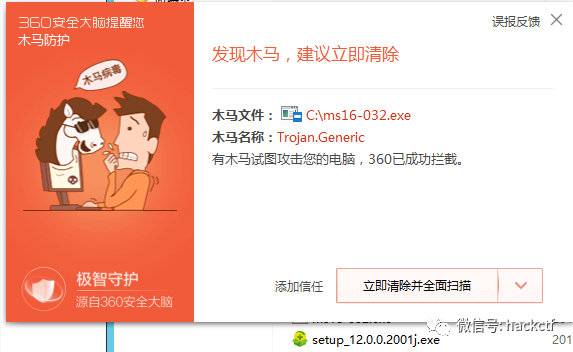 360安全大脑提醒您
木马防护
误报反馈
发现木马，建议立即清除
木马病毒
木马文件： C:\ms16-032.exe
木马名称：Trojan.Generic
有木马试图攻击您的电脑，360已成功拦截。
极智守护
源自360安全大脑
添加信任
立即清除并全面扫描
微信号: hackctf
setup_12.0.0.2001j.exe
201